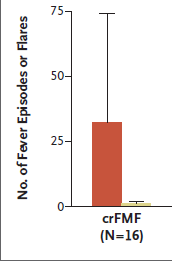 No. of Fever Episodes or Flares
75
50
25
0
crFMF
(N=16)